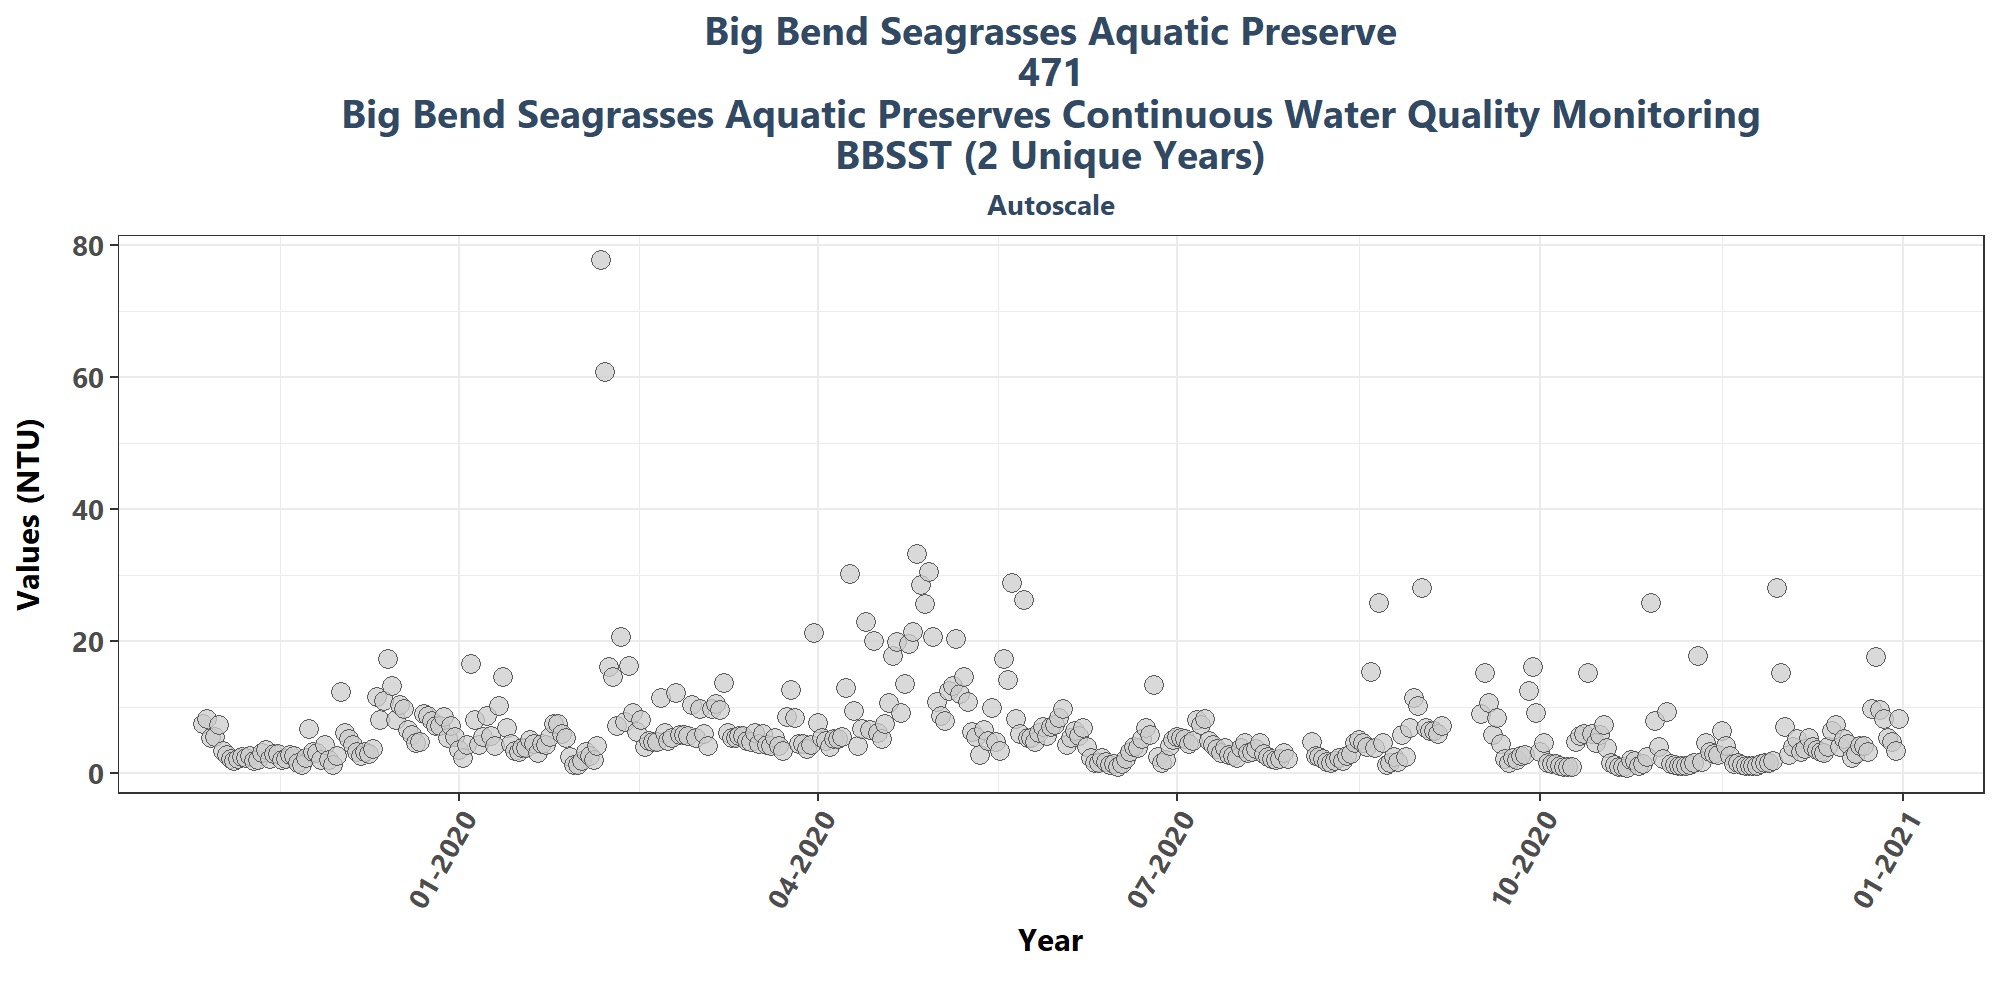 Big Bend Seagrasses Aquatic Preserve
471
Big Bend Seagrasses Aquatic Preserves Continuous Water Quality Monitoring
BBSST (2 Unique Years)
Autoscale
Values (NTU)
80
60
40
20
0
01-2020
04-2020
07-2020
10-2020
01-2021
Year